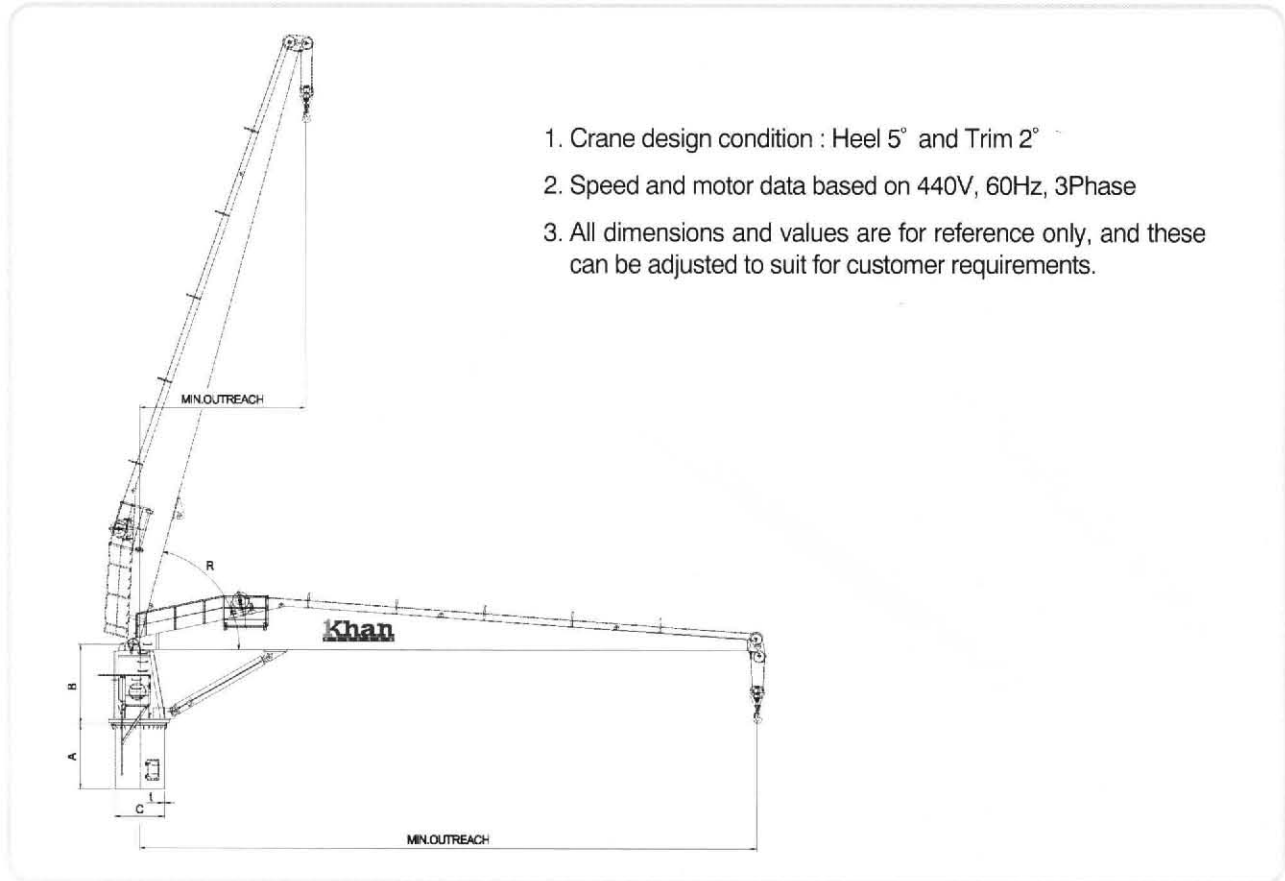 1. Crane design condition : Heel 5° and Trim 2°
2. Speed and motor data based on 440V, 60Hz, 3Phase
3. All dimensions and values are for reference only, and these
can be adjusted to suit for customer requirements.
MIN.OUTREACH
R
Khan
B
A
t
C
MIN.OUTREACH